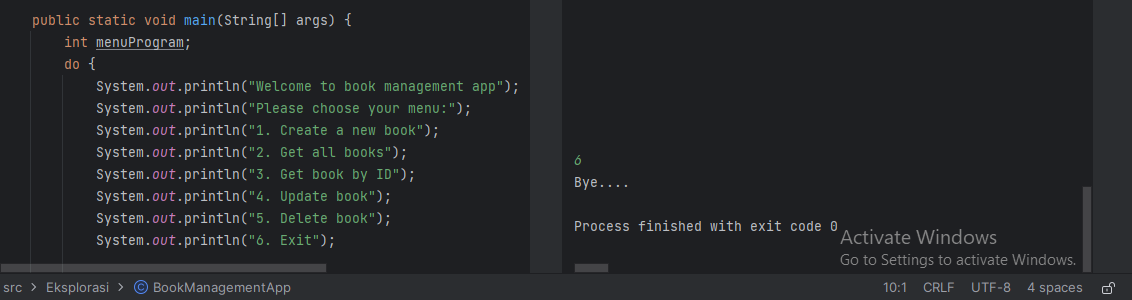 public static void main(String[] args) {
int menuProgram;
do {
System.out.println("Welcome to book management app");
System.out.println("Please choose your menu:");
System.out.println("1. Create a new book");
System.out.println("2. Get all books");
System.out.println("3. Get book by ID");
System.out.println("4. Update book");
System.out.println("5. Delete book");
System.out.println("6. Exit");
6
Bye....
Process finished with exit code 0
Activate Windows
Go to Settings to activate Windows.
src > Eksplorasi > BookManagementApp
10:1 CRLF UTF-8 4 spaces